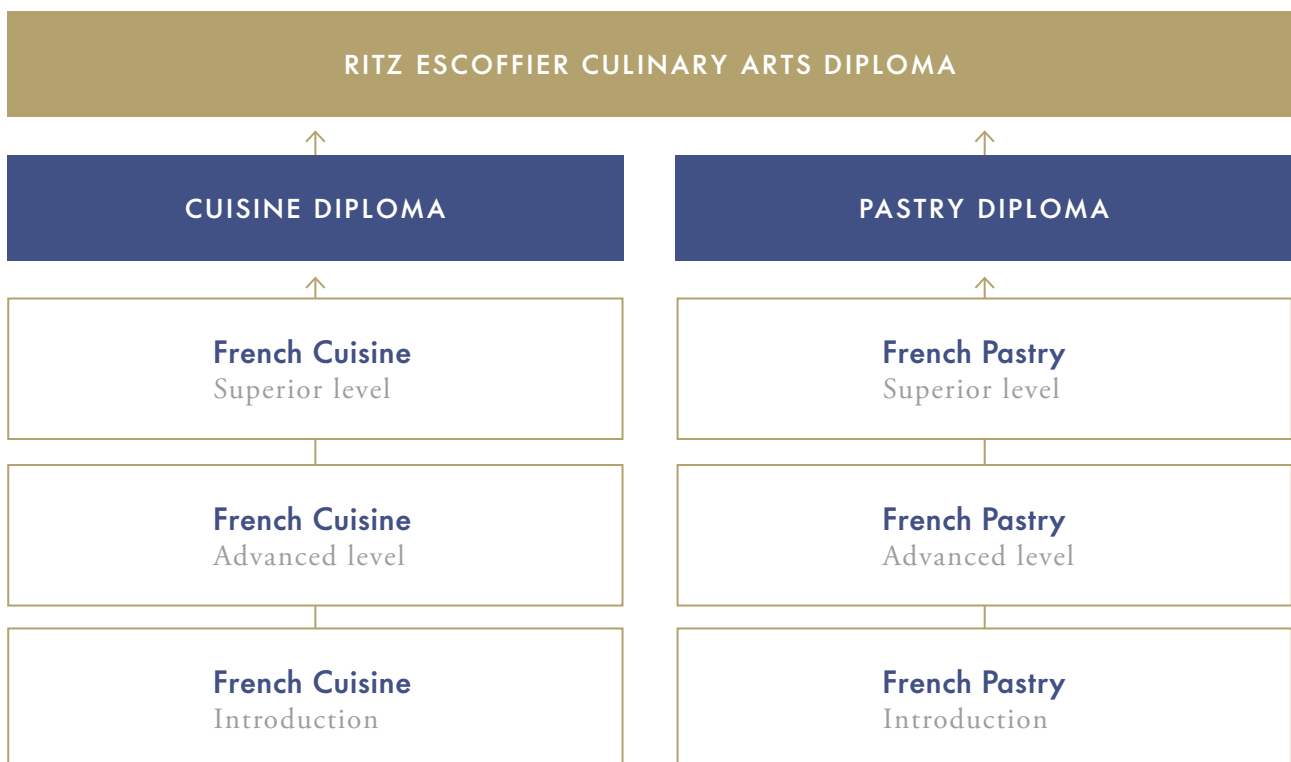 RITZ ESCOFFIER CULINARY ARTS DIPLOMA
CUISINE DIPLOMA
PASTRY DIPLOMA
French Cuisine
Superior level
French Pastry
Superior level
French Cuisine
Advanced level
French Pastry
Advanced level
French Cuisine
Introduction
French Pastry
Introduction